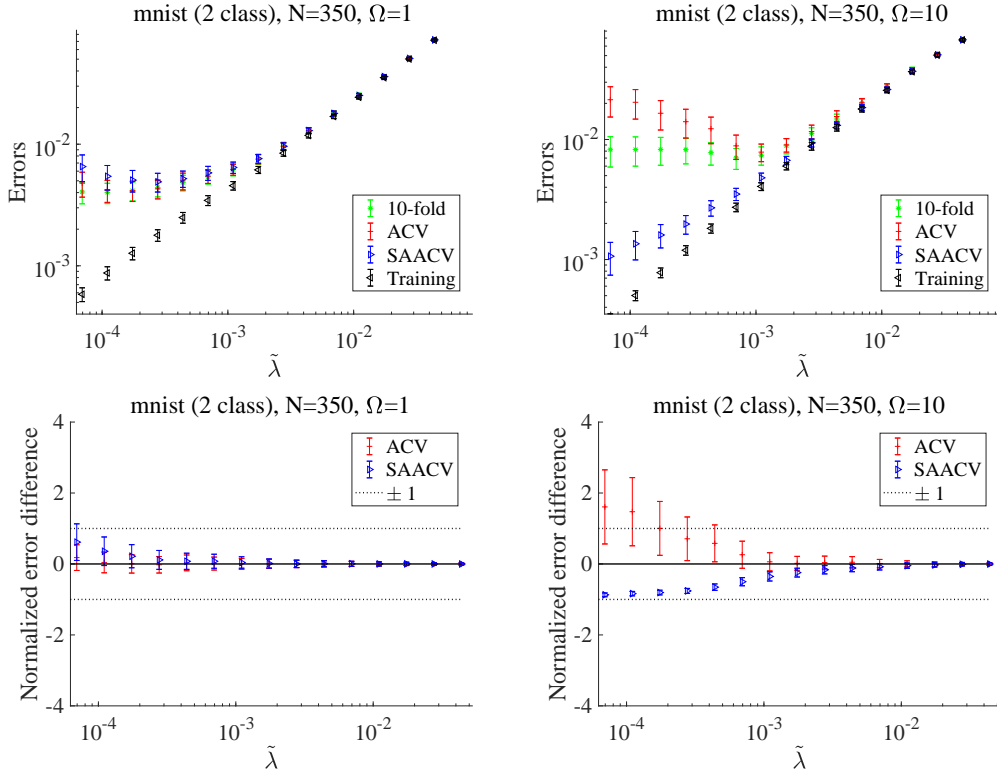 mnist (2 class), N=350, Ω=1
Errors
10⁻²
10⁻³
10-fold
ACV
SAACV
Training
10⁻⁴
10⁻³
10⁻²
λ̃
mnist (2 class), N=350, Ω=10
Errors
10⁻²
10⁻³
10-fold
ACV
SAACV
Training
10⁻⁴
10⁻³
10⁻²
λ̃
mnist (2 class), N=350, Ω=1
Normalized error difference
4
2
0
-2
-4
ACV
SAACV
± 1
10⁻⁴
10⁻³
10⁻²
λ̃
mnist (2 class), N=350, Ω=10
Normalized error difference
4
2
0
-2
-4
ACV
SAACV
± 1
10⁻⁴
10⁻³
10⁻²
λ̃